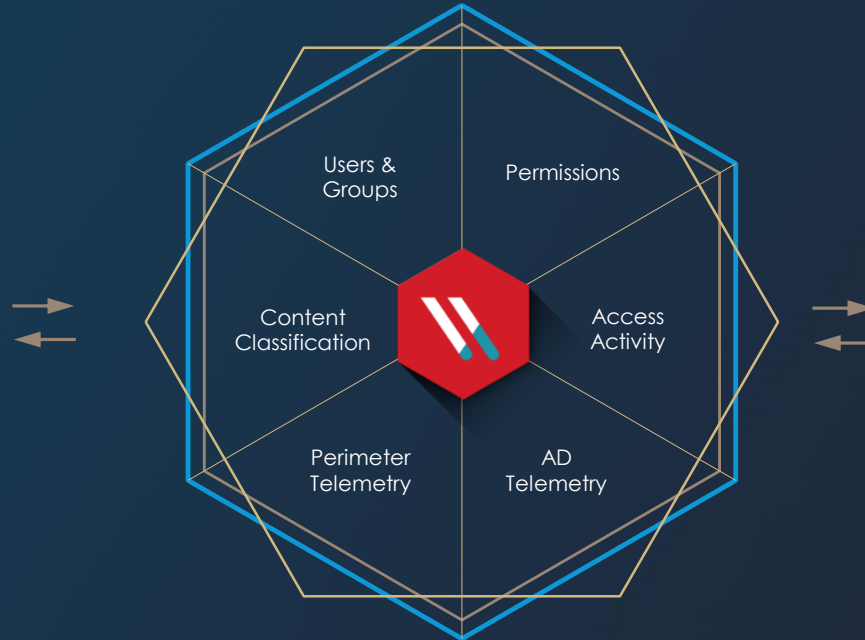 Users &
Groups
Permissions
Content
Classification
Access
Activity
Perimeter
Telemetry
AD
Telemetry